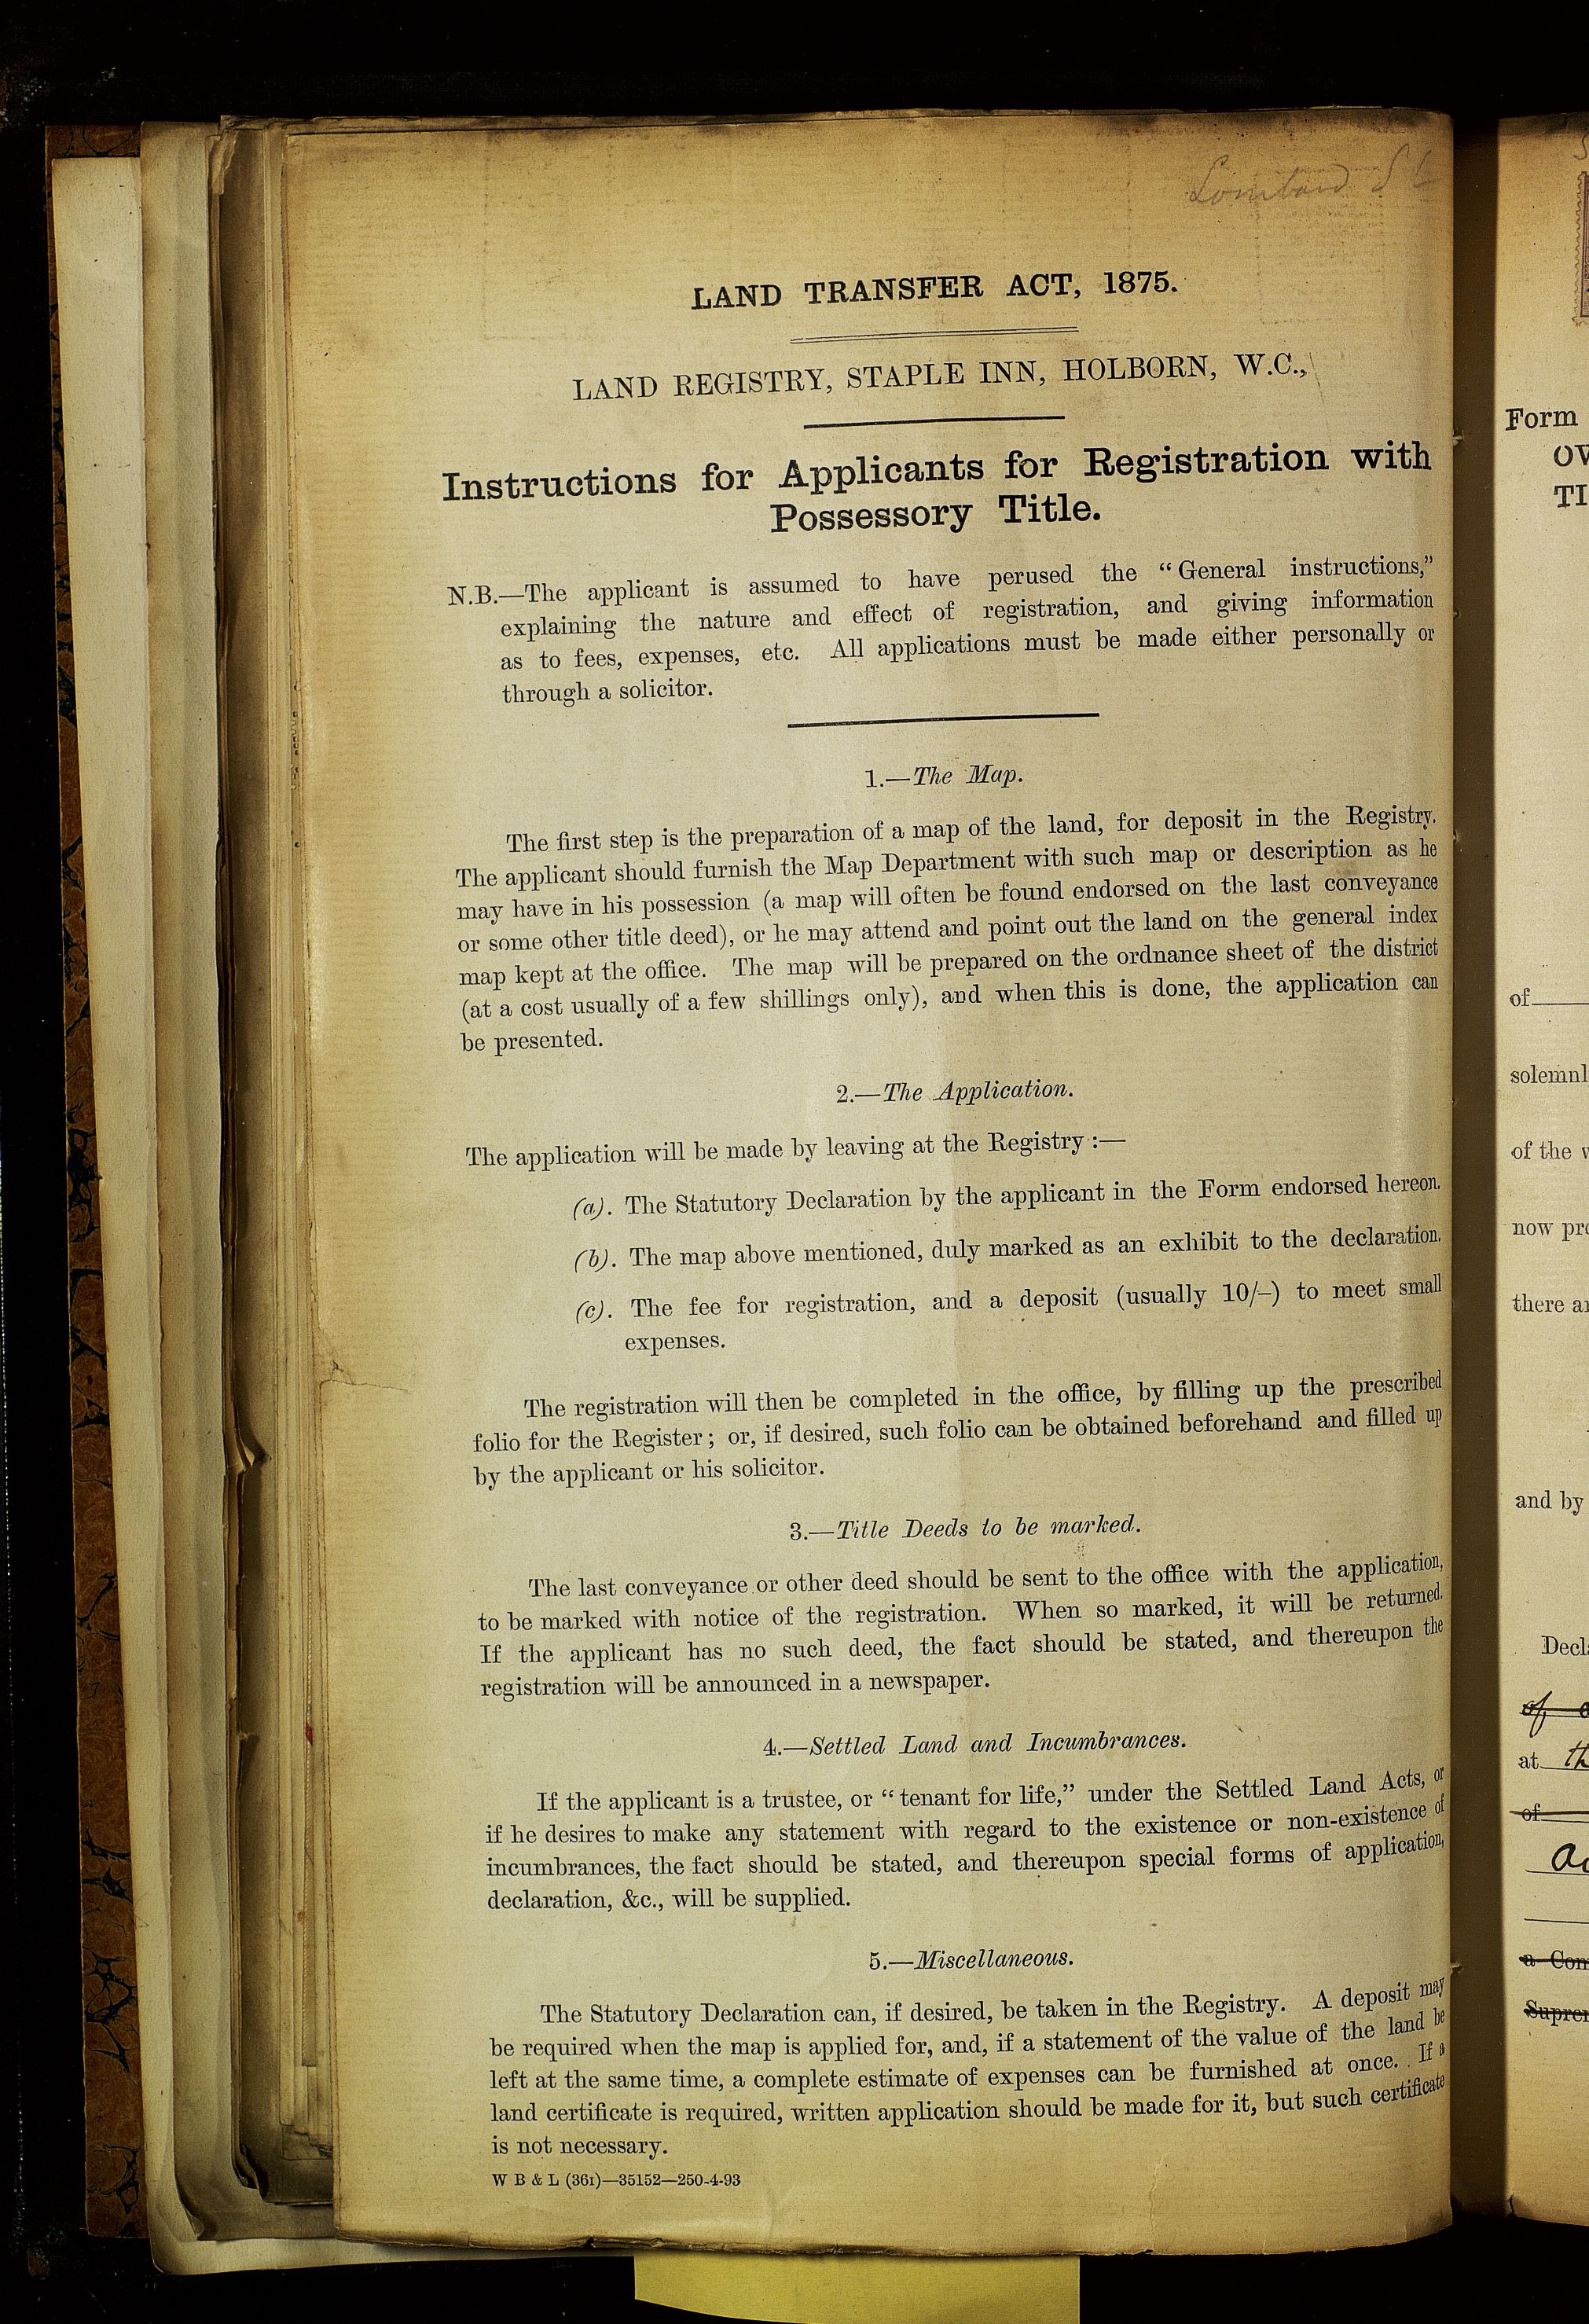 Lombard St
LAND TRANSFER ACT, 1875.
LAND REGISTRY, STAPLE INN, HOLBORN, W.C.,
Instructions for Applicants for Registration with
Possessory Title.
N.B.—The applicant is assumed to have perused the “General instructions,”
explaining the nature and effect of registration, and giving information
as to fees, expenses, etc. All applications must be made either personally or
through a solicitor.
1.—The Map.
The first step is the preparation of a map of the land, for deposit in the Registry.
The applicant should furnish the Map Department with such map or description as he
may have in his possession (a map will often be found endorsed on the last conveyance
or some other title deed), or he may attend and point out the land on the general index
map kept at the office. The map will be prepared on the ordnance sheet of the district
(at a cost usually of a few shillings only), and when this is done, the application can
be presented.
2.—The Application.
The application will be made by leaving at the Registry :—
(a). The Statutory Declaration by the applicant in the Form endorsed hereon.
(b). The map above mentioned, duly marked as an exhibit to the declaration.
(c). The fee for registration, and a deposit (usually 10/–) to meet small
expenses.
The registration will then be completed in the office, by filling up the prescribed
folio for the Register; or, if desired, such folio can be obtained beforehand and filled up
by the applicant or his solicitor.
3.—Title Deeds to be marked.
The last conveyance or other deed should be sent to the office with the application,
to be marked with notice of the registration. When so marked, it will be returned.
If the applicant has no such deed, the fact should be stated, and thereupon the
registration will be announced in a newspaper.
4.—Settled Land and Incumbrances.
If the applicant is a trustee, or “tenant for life,” under the Settled Land Acts, or
if he desires to make any statement with regard to the existence or non-existence of
incumbrances, the fact should be stated, and thereupon special forms of application,
declaration, &c., will be supplied.
5.—Miscellaneous.
The Statutory Declaration can, if desired, be taken in the Registry. A deposit may
be required when the map is applied for, and, if a statement of the value of the land be
left at the same time, a complete estimate of expenses can be furnished at once. If a
land certificate is required, written application should be made for it, but such certificate
is not necessary.
W B & L (361)—35152—250-4-93
Form
of
of the
now
there
and by
at
of